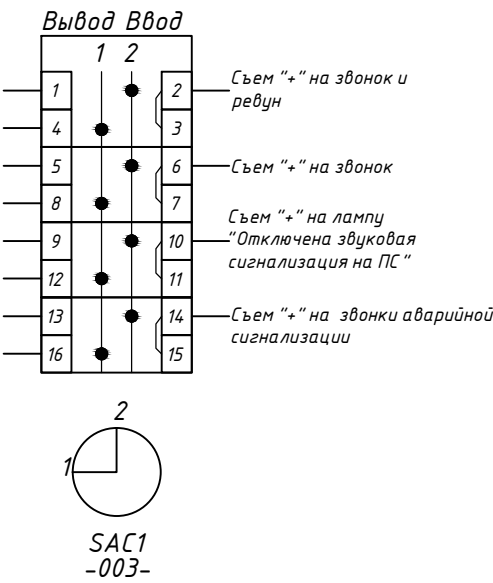 Вывод Ввод
1 2
1 2 Съем "+" на звонок и
ревун
4 3
5 6 Съем "+" на звонок
8 7
Съем "+" на лампу
9 10 "Отключена звуковая
сигнализация на ПС"
12 11
13 14 Съем "+" на звонки аварийной
сигнализации
16 15
2
1
SAC1
-003-